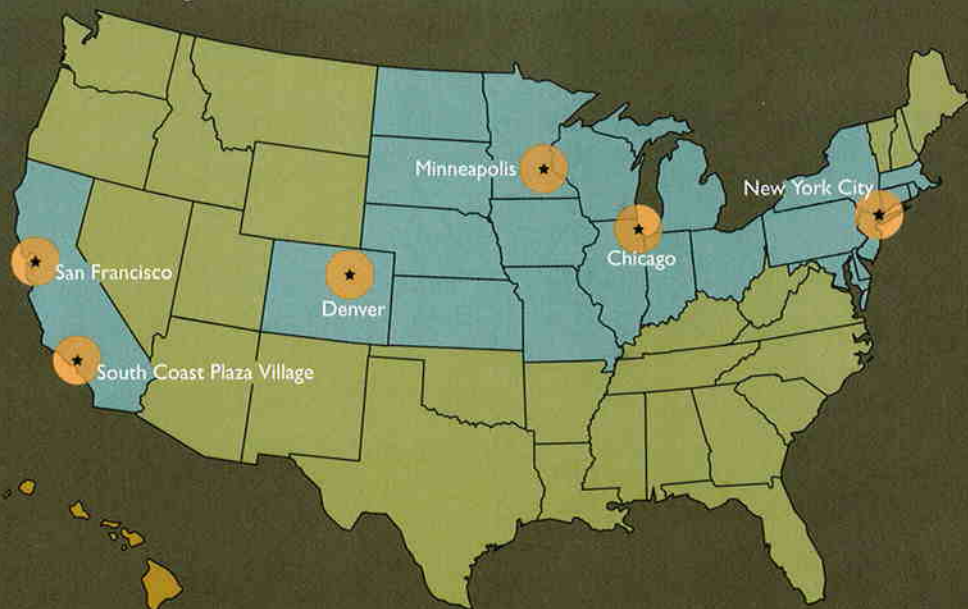 Minneapolis
New York City
Chicago
San Francisco
Denver
South Coast Plaza Village